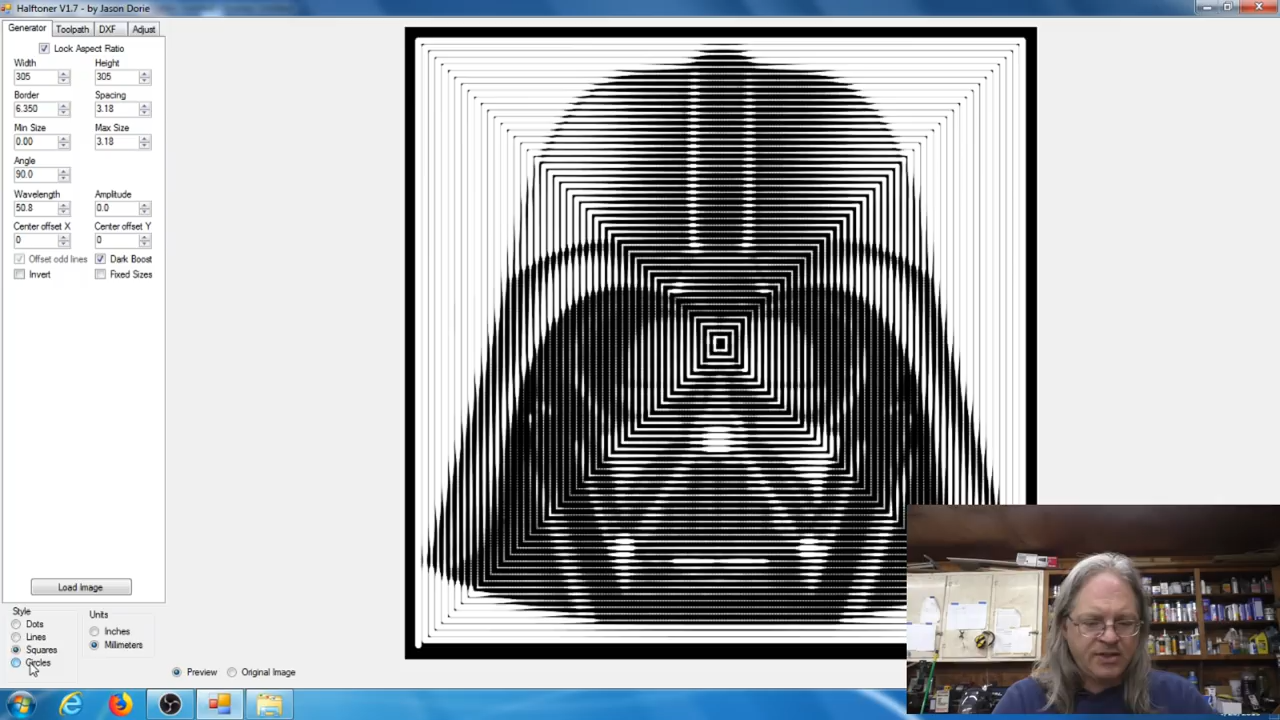 Halftoner V1.7 - by Jason Dorie
Generator Toolpath DXF Adjust
Lock Aspect Ratio
Width Height
305 305
Border Spacing
6.350 3.18
Min Size Max Size
0.00 3.18
Angle
90.0
Wavelength Amplitude
50.8 0.0
Center offset X Center offset Y
0 0
Offset odd lines Dark Boost
Invert Fixed Sizes
Load Image
Style Units
Dots
Inches
Lines
Millimeters
Squares
Circles
Preview Original Image